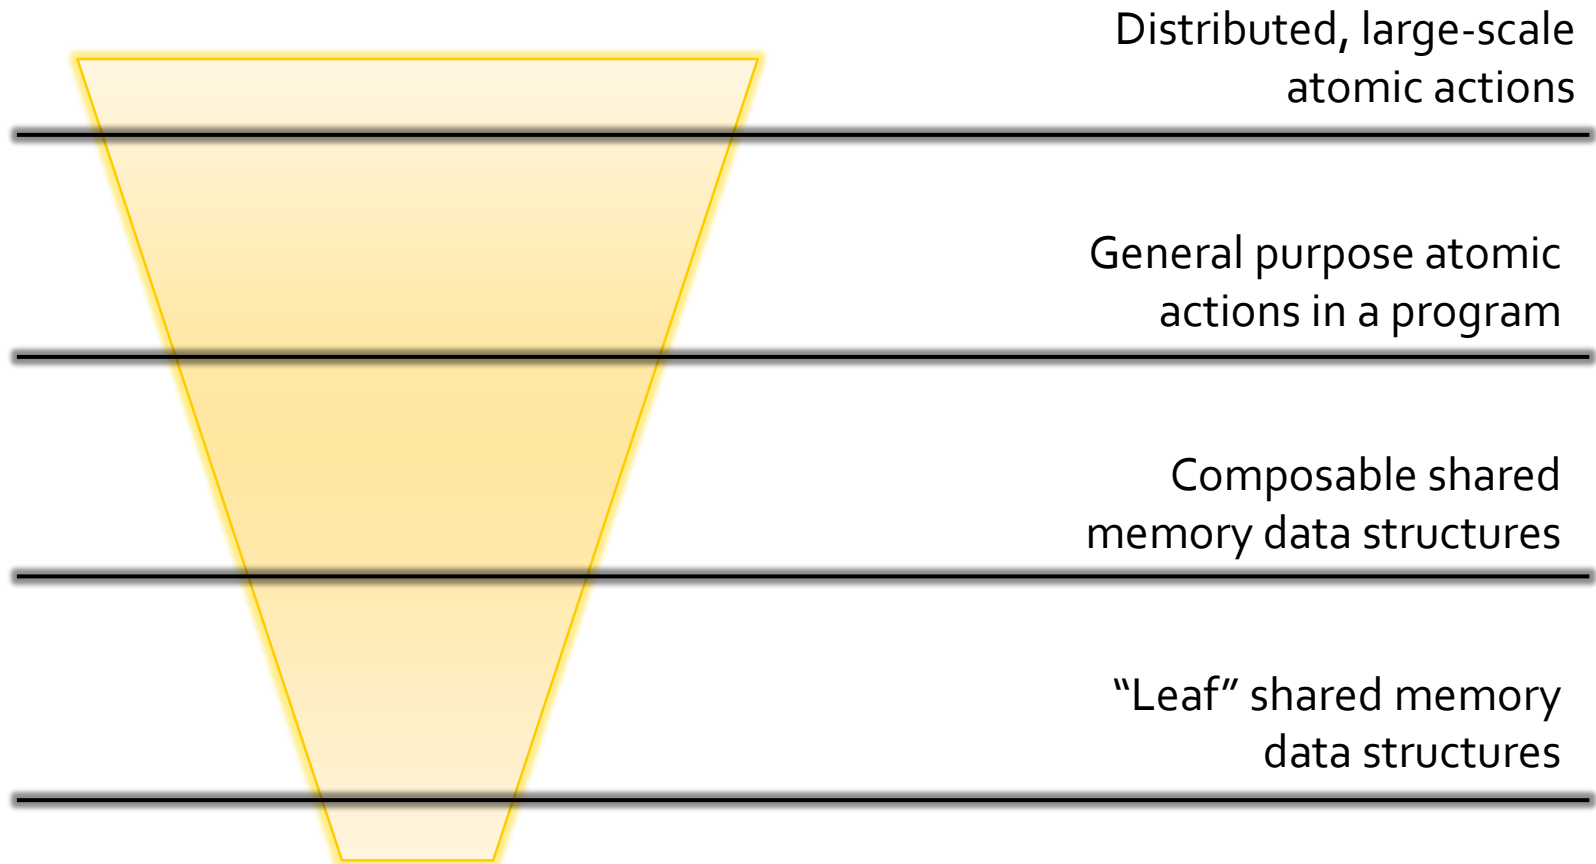 Distributed, large-scale
atomic actions
General purpose atomic
actions in a program
Composable shared
memory data structures
“Leaf” shared memory
data structures